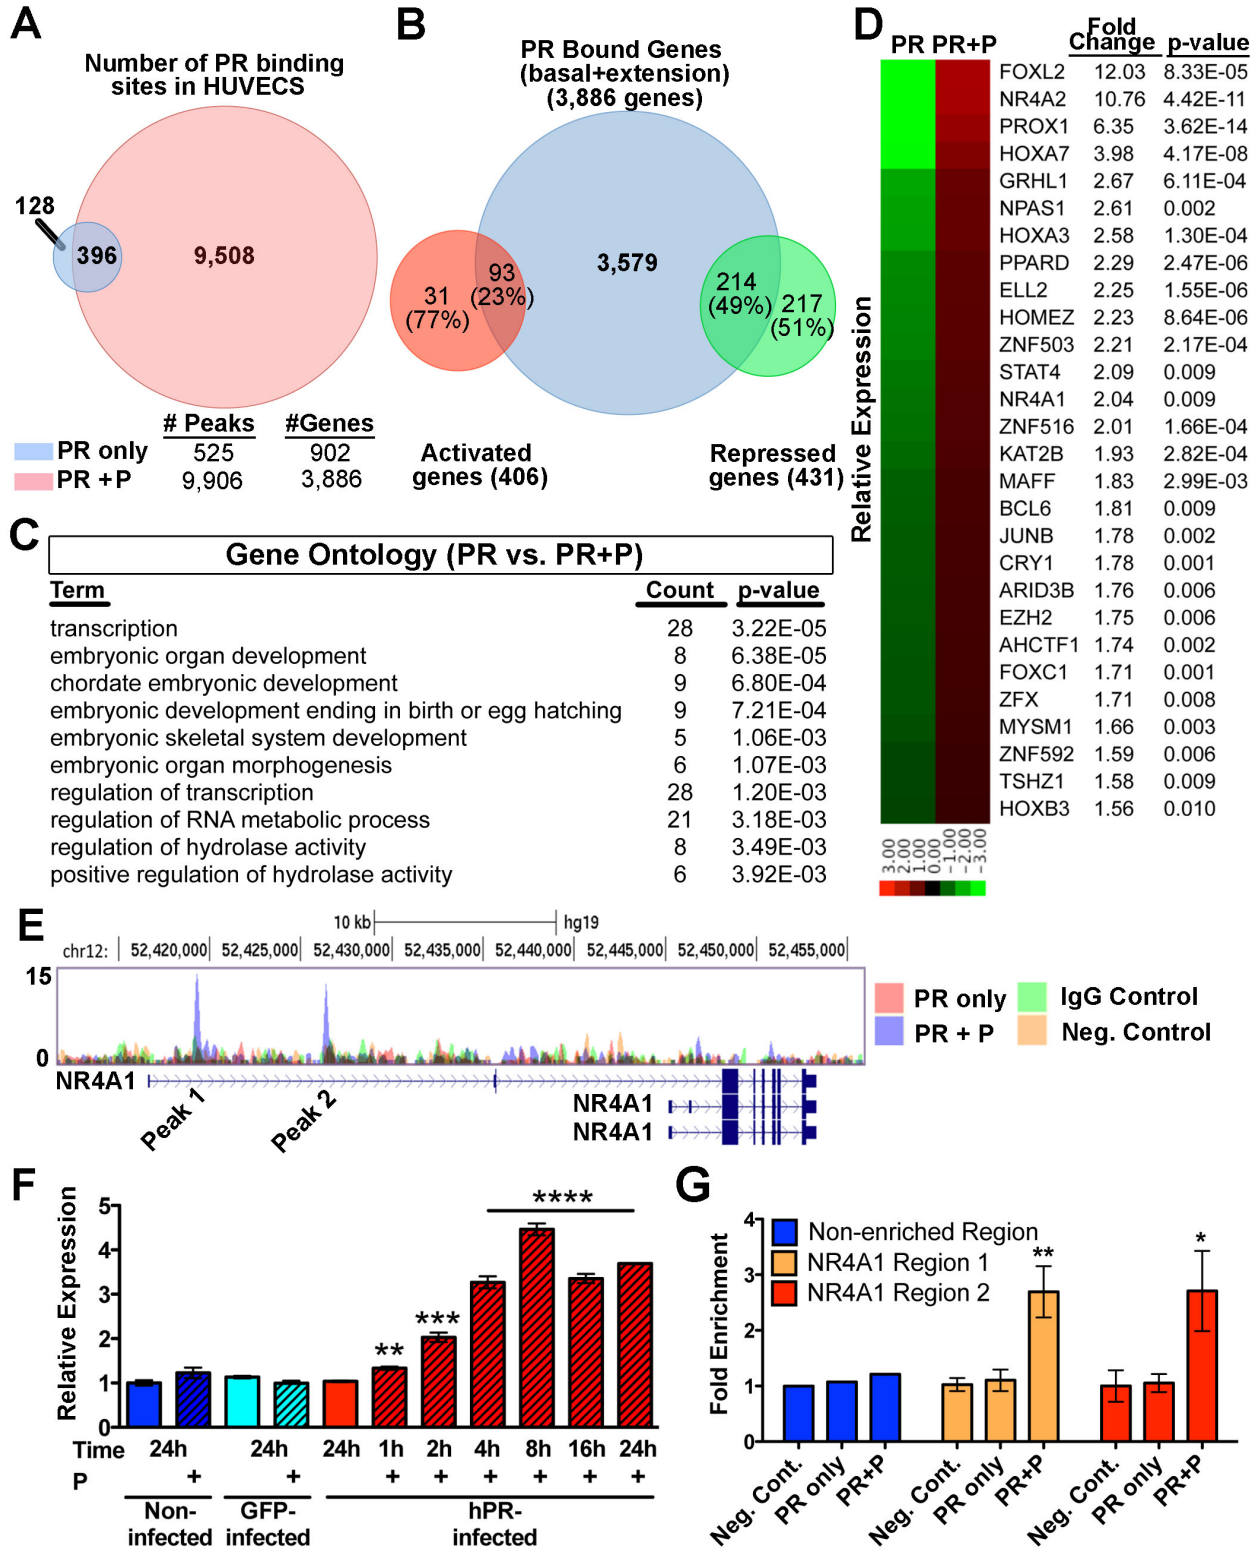 A
Number of PR binding
sites in HUVECS
128
396
9,508
# Peaks #Genes
PR only 525 902
PR +P 9,906 3,886
B
PR Bound Genes
(basal+extension)
(3,886 genes)
3,579
93
(23%)
31
(77%)
214
(49%)
217
(51%)
Activated
genes (406)
Repressed
genes (431)
C
Gene Ontology (PR vs. PR+P)
Term Count p-value
transcription 28 3.22E-05
embryonic organ development 8 6.38E-05
chordate embryonic development 9 6.80E-04
embryonic development ending in birth or egg hatching 9 7.21E-04
embryonic skeletal system development 5 1.06E-03
embryonic organ morphogenesis 6 1.07E-03
regulation of transcription 28 1.20E-03
regulation of RNA metabolic process 21 3.18E-03
regulation of hydrolase activity 8 3.49E-03
positive regulation of hydrolase activity 6 3.92E-03
D
PR PR+P Fold Change p-value
Relative Expression
FOXL2 12.03 8.33E-05
NR4A2 10.76 4.42E-11
PROX1 6.35 3.62E-14
HOXA7 3.98 4.17E-08
GRHL1 2.67 6.11E-04
NPAS1 2.61 0.002
HOXA3 2.58 1.30E-04
PPARD 2.29 2.47E-06
ELL2 2.25 1.55E-06
HOMEZ 2.23 8.64E-06
ZNF503 2.21 2.17E-04
STAT4 2.09 0.009
NR4A1 2.04 0.009
ZNF516 2.01 1.66E-04
KAT2B 1.93 2.82E-04
MAFF 1.83 2.99E-03
BCL6 1.81 0.009
JUNB 1.78 0.002
CRY1 1.78 0.001
ARID3B 1.76 0.006
EZH2 1.75 0.006
AHCTF1 1.74 0.002
FOXC1 1.71 0.001
ZFX 1.71 0.008
MYSM1 1.66 0.003
ZNF592 1.59 0.006
TSHZ1 1.58 0.009
HOXB3 1.56 0.010
3.00 2.00 1.00 0.00 -1.00 -2.00 -3.00
E
10 kb hg19
chr12: 52,420,000 52,425,000 52,430,000 52,435,000 52,440,000 52,445,000 52,450,000 52,455,000
15
0
NR4A1
Peak 1
Peak 2
NR4A1
NR4A1
PR only IgG Control
PR + P Neg. Control
F
Relative Expression
5
4
3
2
1
0
**
***
****
Time 24h 24h 24h 1h 2h 4h 8h 16h 24h
P + + + + + + + +
Non-
infected
GFP-
infected
hPR-
infected
G
Fold Enrichment
4
3
2
1
0
Non-enriched Region
NR4A1 Region 1
NR4A1 Region 2
**
*
Neg. Cont. PR only PR+P Neg. Cont. PR only PR+P Neg. Cont. PR only PR+P